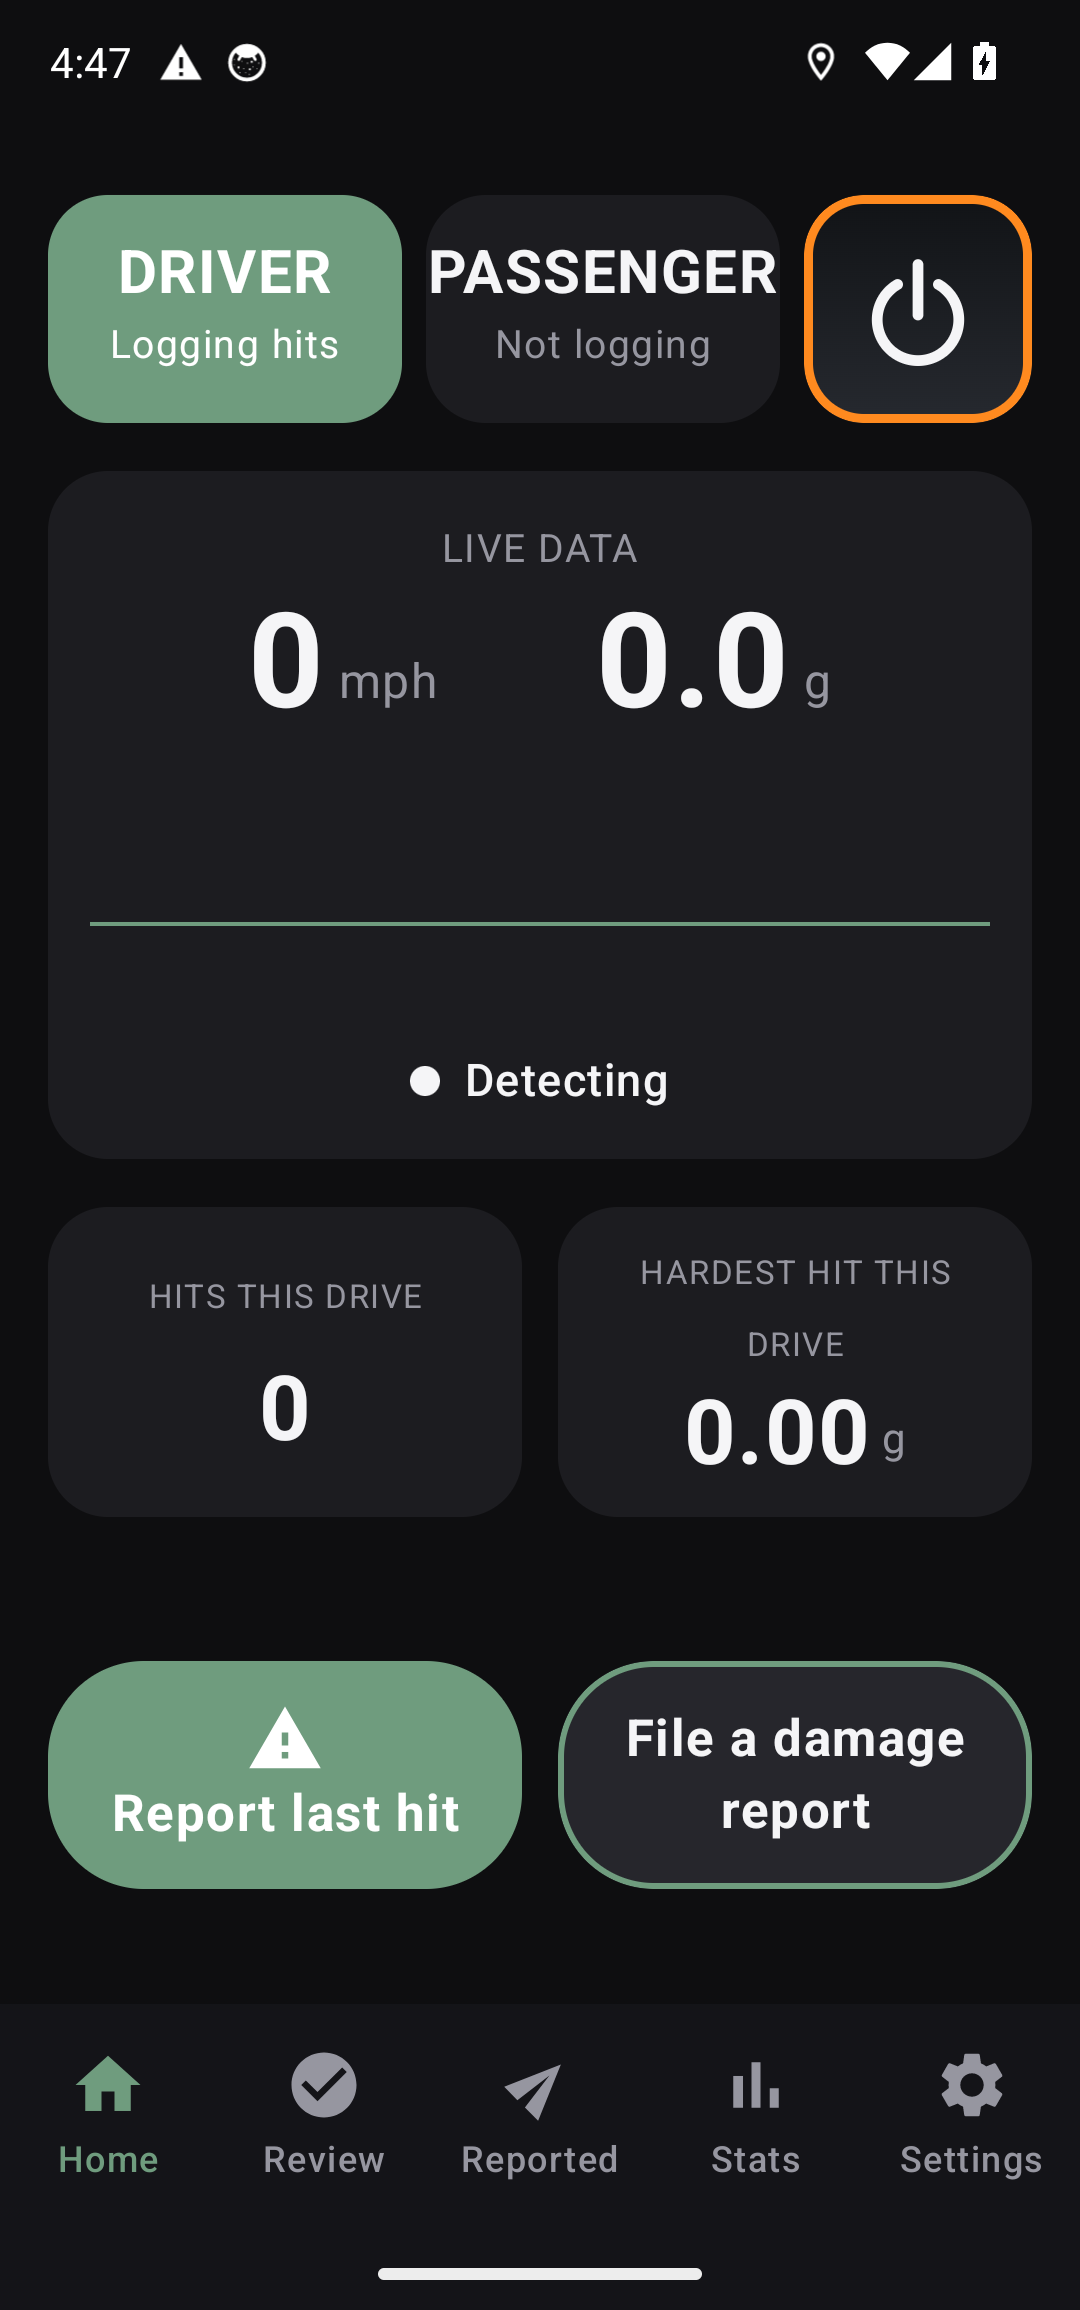 4:47
DRIVER
Logging hits
PASSENGER
Not logging
LIVE DATA
0 mph
0.0 g
Detecting
HITS THIS DRIVE
0
HARDEST HIT THIS
DRIVE
0.00 g
Report last hit
File a damage
report
Home
Review
Reported
Stats
Settings